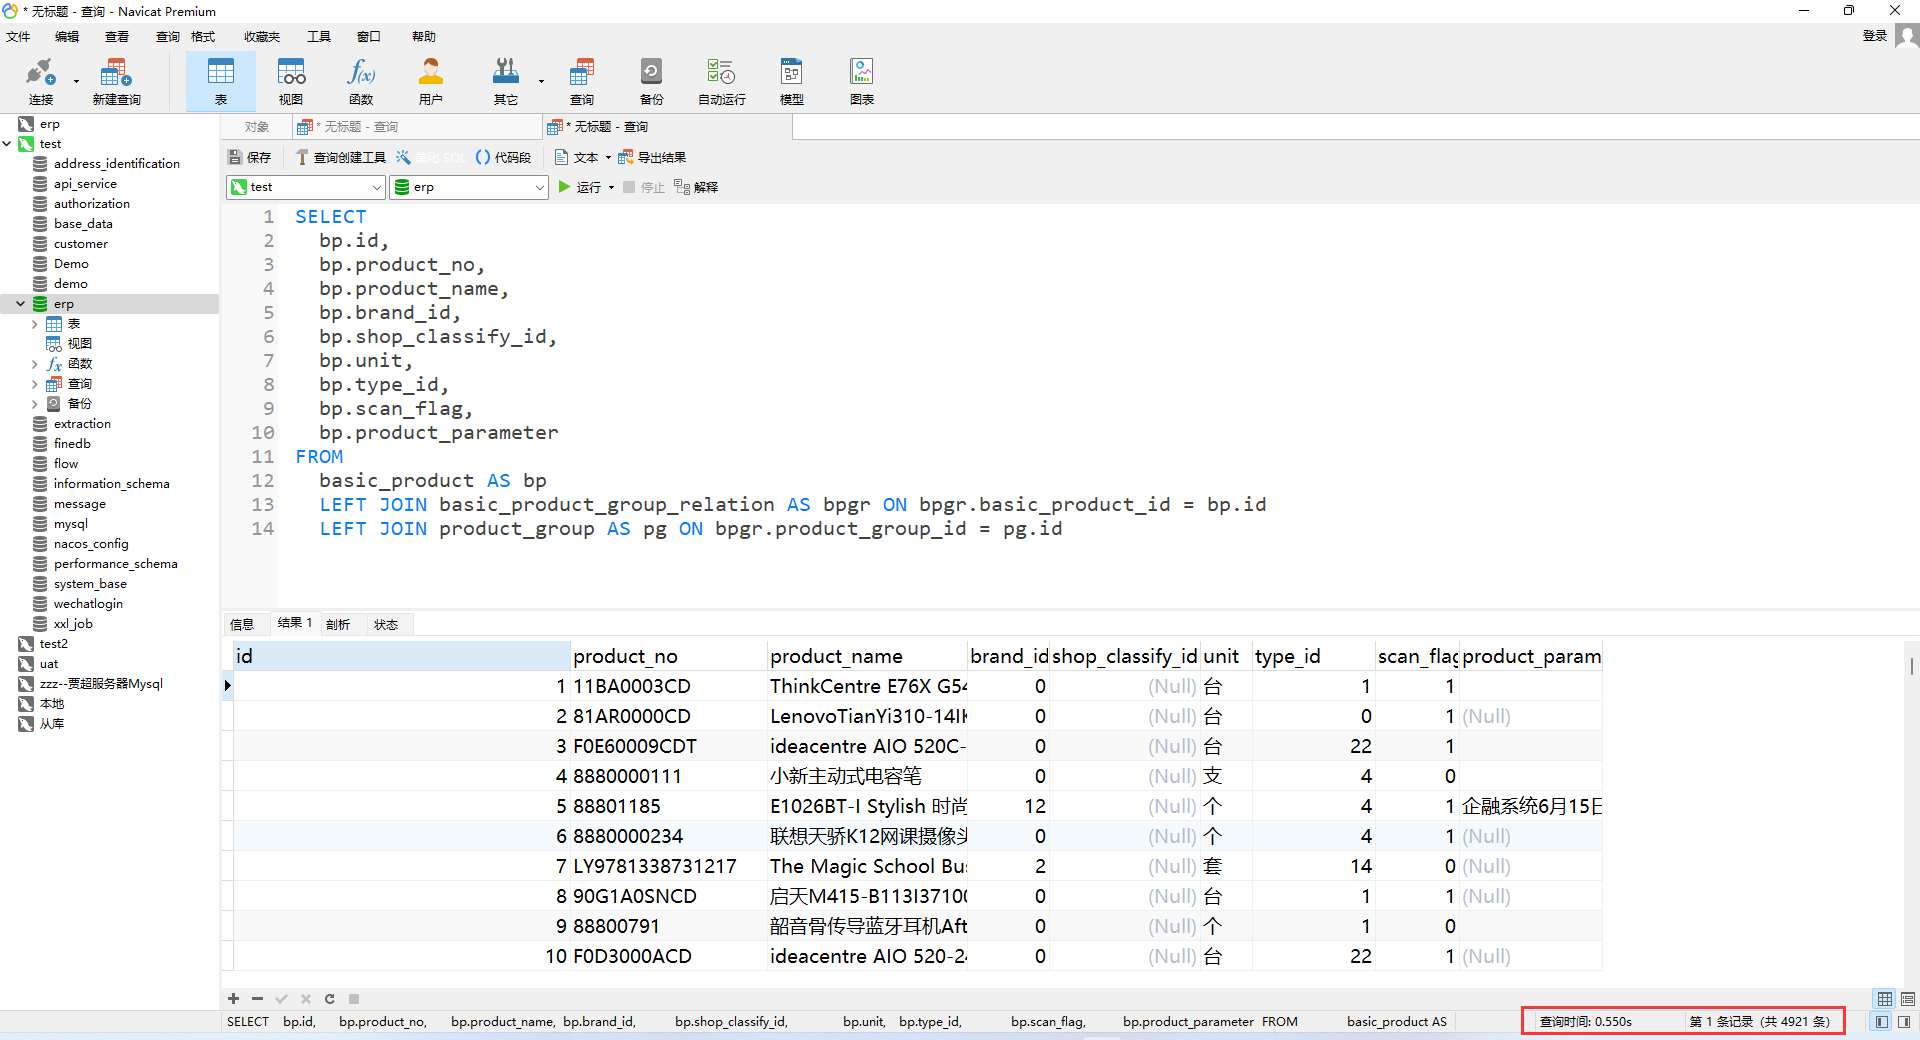 * 无标题 - 查询 - Navicat Premium
文件 编辑 查看 查询 格式 收藏夹 工具 窗口 帮助 登录
连接 新建查询 表 视图 函数 用户 其它 查询 备份 自动运行 模型 图表
erp
test
address_identification
api_service
authorization
base_data
customer
Demo
demo
erp
表
视图
函数
查询
备份
extraction
finedb
flow
information_schema
message
mysql
nacos_config
performance_schema
system_base
wechatlogin
xxl_job
test2
uat
zzz--贾超服务器Mysql
本地
从库
对象 * 无标题 - 查询 * 无标题 - 查询
保存 查询创建工具 美化 SQL 代码段 文本 导出结果
test erp 运行 停止 解释
1 SELECT
2 bp.id,
3 bp.product_no,
4 bp.product_name,
5 bp.brand_id,
6 bp.shop_classify_id,
7 bp.unit,
8 bp.type_id,
9 bp.scan_flag,
10 bp.product_parameter
11 FROM
12 basic_product AS bp
13 LEFT JOIN basic_product_group_relation AS bpgr ON bpgr.basic_product_id = bp.id
14 LEFT JOIN product_group AS pg ON bpgr.product_group_id = pg.id
信息 结果 1 剖析 状态
id product_no product_name brand_id shop_classify_id unit type_id scan_flag product_param
1 11BA0003CD ThinkCentre E76X G54 0 (Null) 台 1 1
2 81AR0000CD LenovoTianYi310-14IK 0 (Null) 台 0 1 (Null)
3 F0E60009CDT ideacentre AIO 520C- 0 (Null) 台 22 1
4 8880000111 小新主动式电容笔 0 (Null) 支 4 0
5 88801185 E1026BT-I Stylish 时尚 12 (Null) 个 4 1 企融系统6月15日
6 8880000234 联想天骄K12网课摄像头 0 (Null) 个 4 1 (Null)
7 LY9781338731217 The Magic School Bus 2 (Null) 套 14 0 (Null)
8 90G1A0SNCD 启天M415-B113I37100 0 (Null) 台 1 1 (Null)
9 88800791 韶音骨传导蓝牙耳机Aft 0 (Null) 个 1 0
10 F0D3000ACD ideacentre AIO 520-24 0 (Null) 台 22 1 (Null)
SELECT bp.id, bp.product_no, bp.product_name, bp.brand_id, bp.shop_classify_id, bp.unit, bp.type_id, bp.scan_flag, bp.product_parameter FROM basic_product AS 查询时间: 0.550s 第 1 条记录 (共 4921 条)